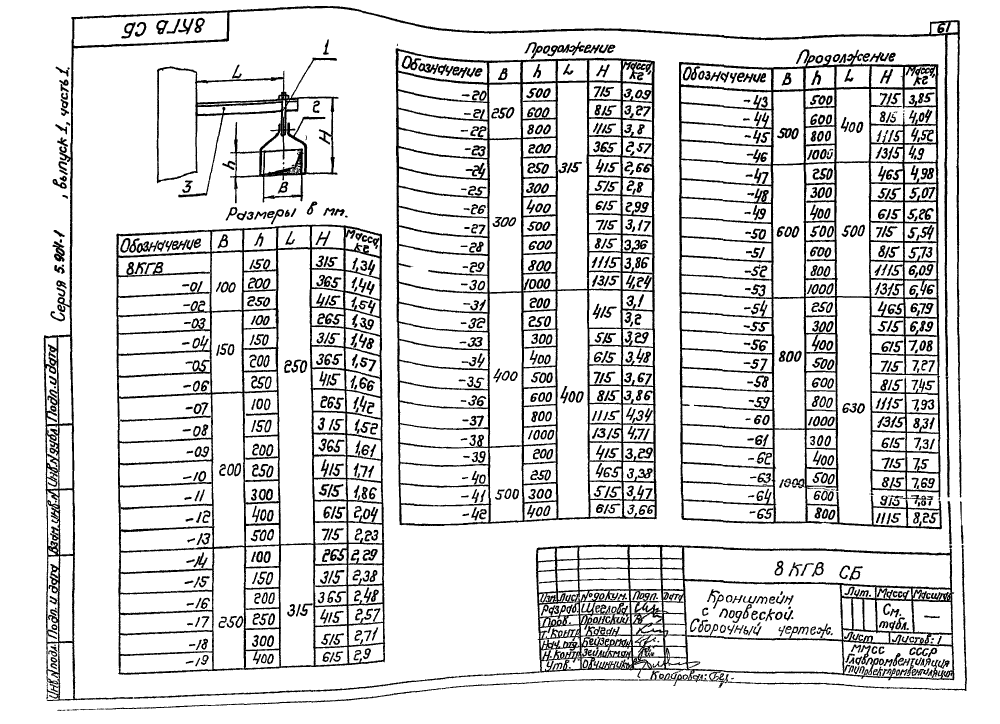 8КГВ СБ
61
Серия 5.904-1 , выпуск 1, часть 1.
L
1
2
H
h
B
3
Размеры в мм.
Обозначение B h L H Масса, кг
8КГВ 100 150 250 315 1,34
-01 200 365 1,44
-02 250 415 1,54
-03 150 100 265 1,39
-04 150 315 1,48
-05 200 365 1,57
-06 250 415 1,66
-07 200 100 265 1,42
-08 150 315 1,52
-09 200 365 1,61
-10 250 415 1,71
-11 300 515 1,86
-12 400 615 2,04
-13 500 715 2,23
-14 250 100 315 265 2,29
-15 150 315 2,38
-16 200 365 2,48
-17 250 415 2,57
-18 300 515 2,71
-19 400 615 2,9
Продолжение
Обозначение B h L H Масса, кг
-20 250 500 315 715 3,09
-21 600 815 3,27
-22 800 1115 3,8
-23 300 200 365 2,57
-24 250 415 2,66
-25 300 515 2,8
-26 400 615 2,99
-27 500 715 3,17
-28 600 815 3,36
-29 800 1115 3,86
-30 1000 1315 4,24
-31 400 200 400 415 3,1
-32 250 3,2
-33 300 515 3,29
-34 400 615 3,48
-35 500 715 3,67
-36 600 815 3,86
-37 800 1115 4,34
-38 1000 1315 4,71
-39 500 200 415 3,29
-40 250 465 3,38
-41 300 515 3,47
-42 400 615 3,66
Продолжение
Обозначение B h L H Масса, кг
-43 500 500 400 715 3,85
-44 600 815 4,04
-45 800 1115 4,52
-46 1000 1315 4,9
-47 600 250 500 465 4,98
-48 300 515 5,07
-49 400 615 5,26
-50 500 715 5,54
-51 600 815 5,73
-52 800 1115 6,09
-53 1000 1315 6,46
-54 800 250 630 465 6,79
-55 300 515 6,89
-56 400 615 7,08
-57 500 715 7,27
-58 600 815 7,45
-59 800 1115 7,93
-60 1000 1315 8,31
-61 1000 300 615 7,31
-62 400 715 7,5
-63 500 815 7,69
-64 600 915 7,87
-65 800 1115 8,25
Инв.N подл. Подп. и дата Взам.инв.N Инв.N дубл. Подп. и дата
8 КГВ СБ
Изм. Лист №докум. Подп. Дата
Разраб. Щеглова
Пров. Пронский
Т. контр. Каган
Нач. отд. Бейзерман
Н. контр. Зейликман
Утв. Овчинников
Кронштейн
с подвеской.
Сборочный чертеж.
Лит. Масса Масштаб
См. табл. —
Лист Листов: 1
ММСС СССР
Главпромвентиляция
Гипропроектпромвентиляция
Копировал: